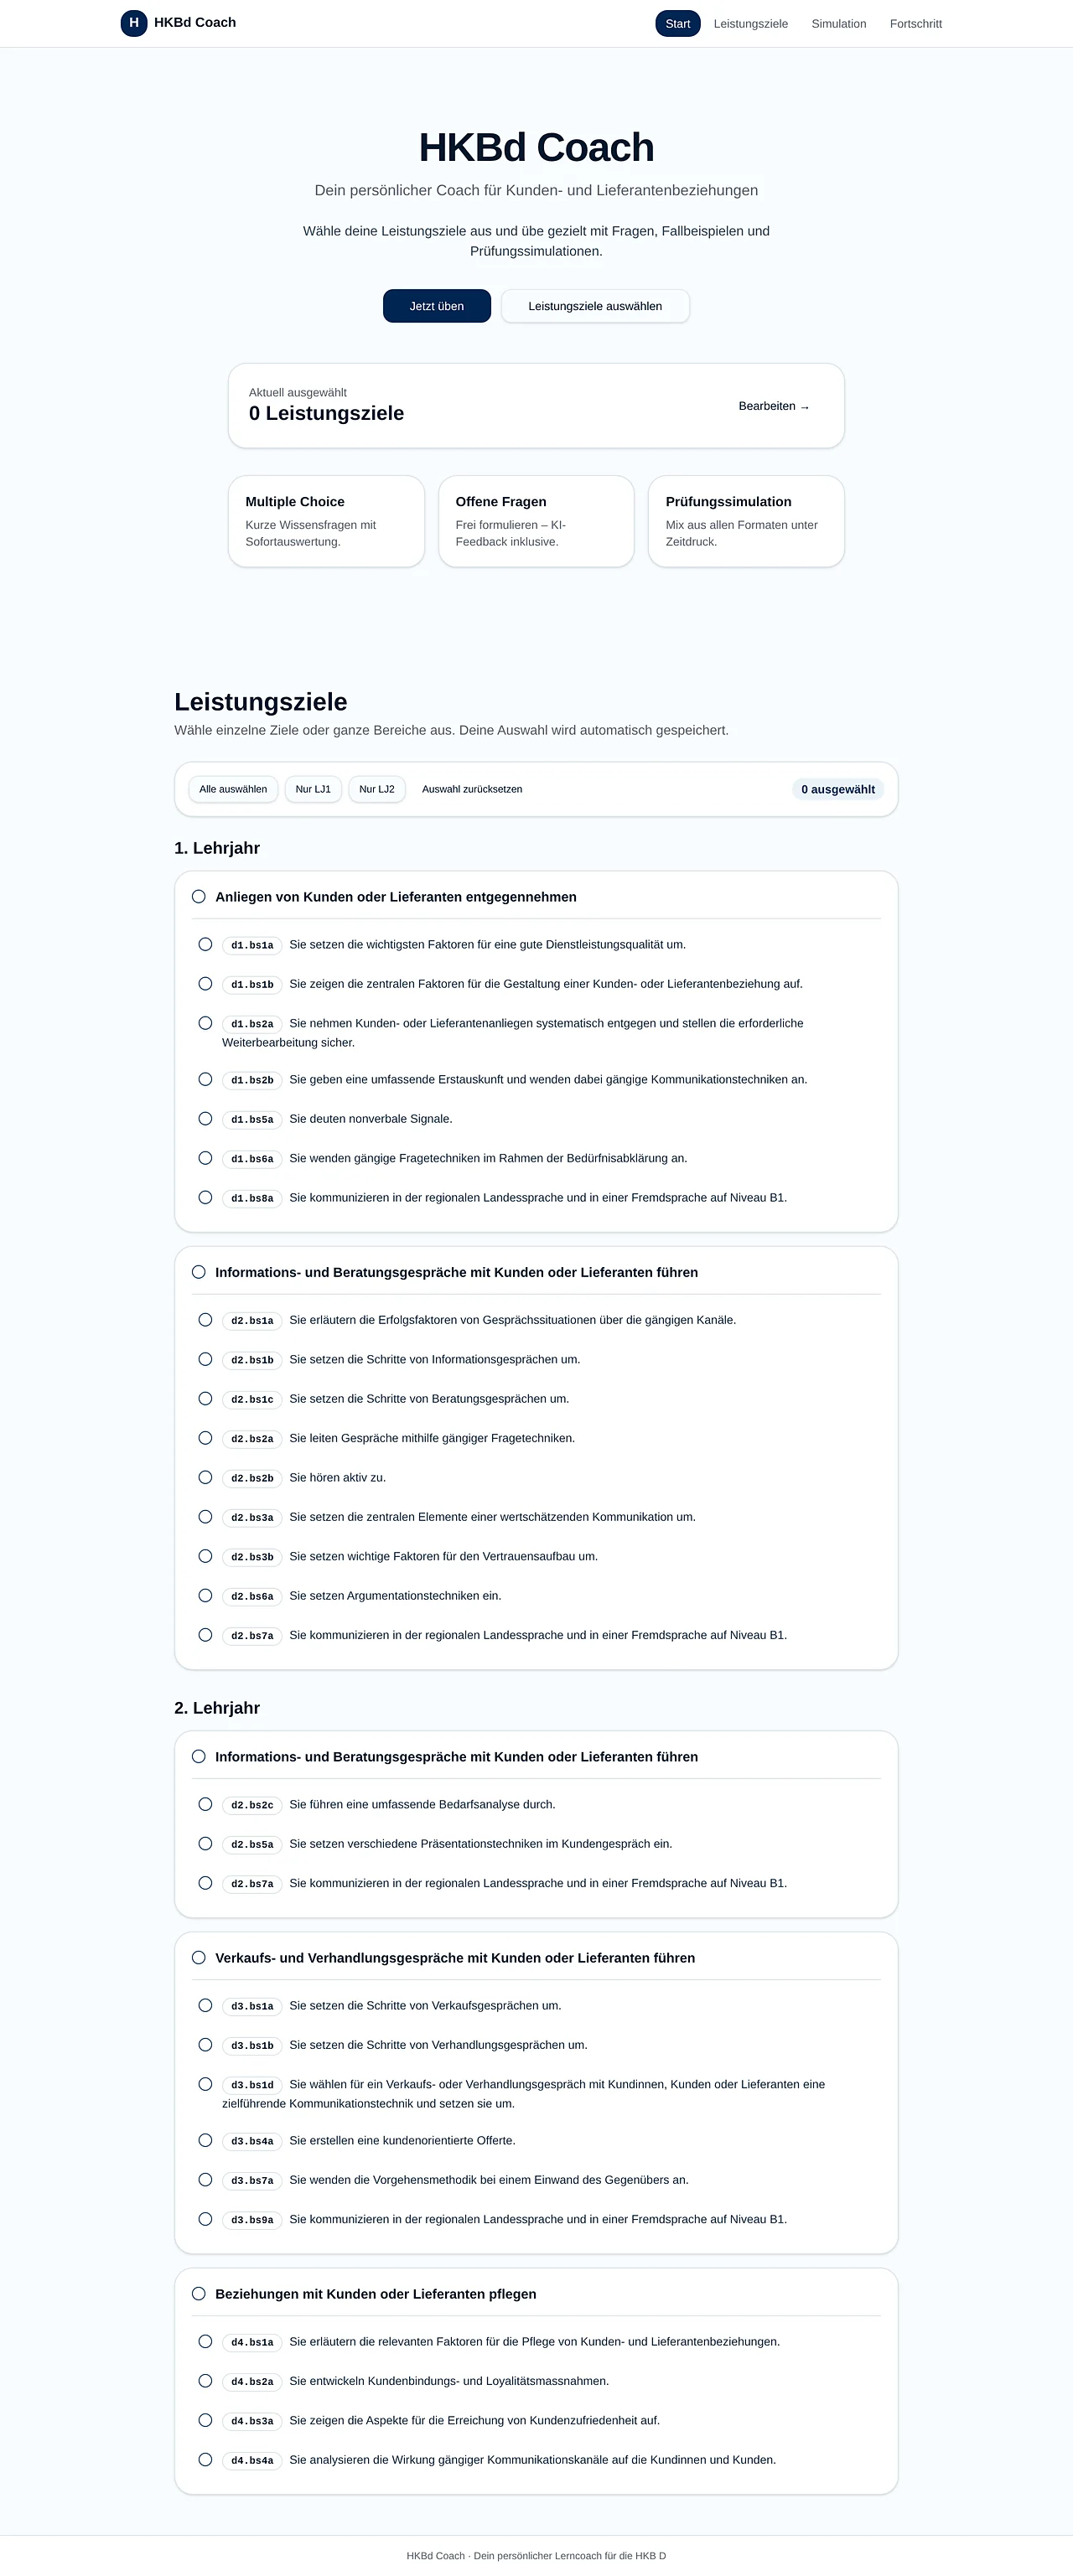 H HKBd Coach
Start Leistungsziele Simulation Fortschritt
HKBd Coach
Dein persönlicher Coach für Kunden- und Lieferantenbeziehungen
Wähle deine Leistungsziele aus und übe gezielt mit Fragen, Fallbeispielen und
Prüfungssimulationen.
Jetzt üben Leistungsziele auswählen
Aktuell ausgewählt
0 Leistungsziele
Bearbeiten →
Multiple Choice
Kurze Wissensfragen mit
Sofortauswertung.
Offene Fragen
Frei formulieren – KI-
Feedback inklusive.
Prüfungssimulation
Mix aus allen Formaten unter
Zeitdruck.
Leistungsziele
Wähle einzelne Ziele oder ganze Bereiche aus. Deine Auswahl wird automatisch gespeichert.
Alle auswählen Nur LJ1 Nur LJ2 Auswahl zurücksetzen 0 ausgewählt
1. Lehrjahr
Anliegen von Kunden oder Lieferanten entgegennehmen
d1.bs1a Sie setzen die wichtigsten Faktoren für eine gute Dienstleistungsqualität um.
d1.bs1b Sie zeigen die zentralen Faktoren für die Gestaltung einer Kunden- oder Lieferantenbeziehung auf.
d1.bs2a Sie nehmen Kunden- oder Lieferantenanliegen systematisch entgegen und stellen die erforderliche
Weiterbearbeitung sicher.
d1.bs2b Sie geben eine umfassende Erstauskunft und wenden dabei gängige Kommunikationstechniken an.
d1.bs5a Sie deuten nonverbale Signale.
d1.bs6a Sie wenden gängige Fragetechniken im Rahmen der Bedürfnisabklärung an.
d1.bs8a Sie kommunizieren in der regionalen Landessprache und in einer Fremdsprache auf Niveau B1.
Informations- und Beratungsgespräche mit Kunden oder Lieferanten führen
d2.bs1a Sie erläutern die Erfolgsfaktoren von Gesprächssituationen über die gängigen Kanäle.
d2.bs1b Sie setzen die Schritte von Informationsgesprächen um.
d2.bs1c Sie setzen die Schritte von Beratungsgesprächen um.
d2.bs2a Sie leiten Gespräche mithilfe gängiger Fragetechniken.
d2.bs2b Sie hören aktiv zu.
d2.bs3a Sie setzen die zentralen Elemente einer wertschätzenden Kommunikation um.
d2.bs3b Sie setzen wichtige Faktoren für den Vertrauensaufbau um.
d2.bs6a Sie setzen Argumentationstechniken ein.
d2.bs7a Sie kommunizieren in der regionalen Landessprache und in einer Fremdsprache auf Niveau B1.
2. Lehrjahr
Informations- und Beratungsgespräche mit Kunden oder Lieferanten führen
d2.bs2c Sie führen eine umfassende Bedarfsanalyse durch.
d2.bs5a Sie setzen verschiedene Präsentationstechniken im Kundengespräch ein.
d2.bs7a Sie kommunizieren in der regionalen Landessprache und in einer Fremdsprache auf Niveau B1.
Verkaufs- und Verhandlungsgespräche mit Kunden oder Lieferanten führen
d3.bs1a Sie setzen die Schritte von Verkaufsgesprächen um.
d3.bs1b Sie setzen die Schritte von Verhandlungsgesprächen um.
d3.bs1d Sie wählen für ein Verkaufs- oder Verhandlungsgespräch mit Kundinnen, Kunden oder Lieferanten eine
zielführende Kommunikationstechnik und setzen sie um.
d3.bs4a Sie erstellen eine kundenorientierte Offerte.
d3.bs7a Sie wenden die Vorgehensmethodik bei einem Einwand des Gegenübers an.
d3.bs9a Sie kommunizieren in der regionalen Landessprache und in einer Fremdsprache auf Niveau B1.
Beziehungen mit Kunden oder Lieferanten pflegen
d4.bs1a Sie erläutern die relevanten Faktoren für die Pflege von Kunden- und Lieferantenbeziehungen.
d4.bs2a Sie entwickeln Kundenbindungs- und Loyalitätsmassnahmen.
d4.bs3a Sie zeigen die Aspekte für die Erreichung von Kundenzufriedenheit auf.
d4.bs4a Sie analysieren die Wirkung gängiger Kommunikationskanäle auf die Kundinnen und Kunden.
HKBd Coach · Dein persönlicher Lerncoach für die HKB D